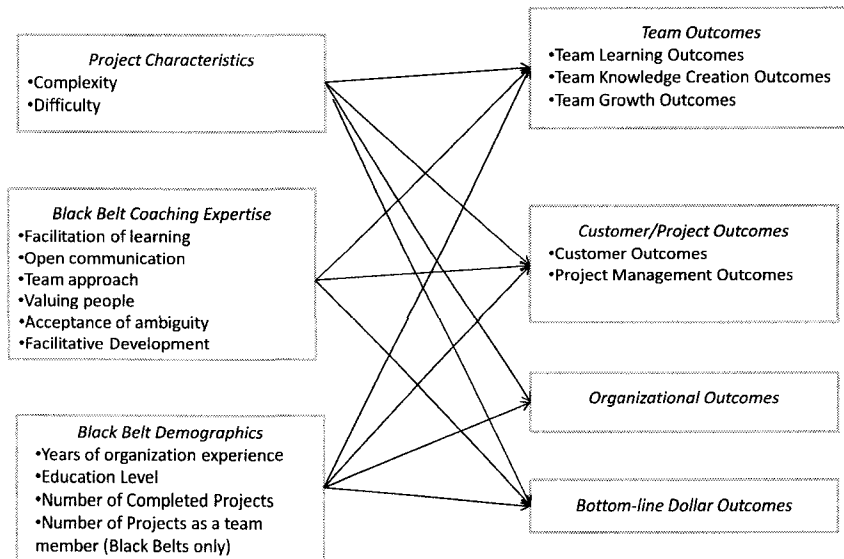 Project Characteristics
•Complexity
•Difficulty
Black Belt Coaching Expertise
•Facilitation of learning
•Open communication
•Team approach
•Valuing people
•Acceptance of ambiguity
•Facilitative Development
Black Belt Demographics
•Years of organization experience
•Education Level
•Number of Completed Projects
•Number of Projects as a team
member (Black Belts only)
Team Outcomes
•Team Learning Outcomes
•Team Knowledge Creation Outcomes
•Team Growth Outcomes
Customer/Project Outcomes
•Customer Outcomes
•Project Management Outcomes
Organizational Outcomes
Bottom-line Dollar Outcomes